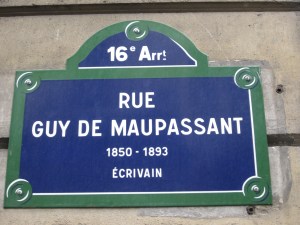 16e Arrt
RUE
GUY DE MAUPASSANT
1850 - 1893
ÉCRIVAIN